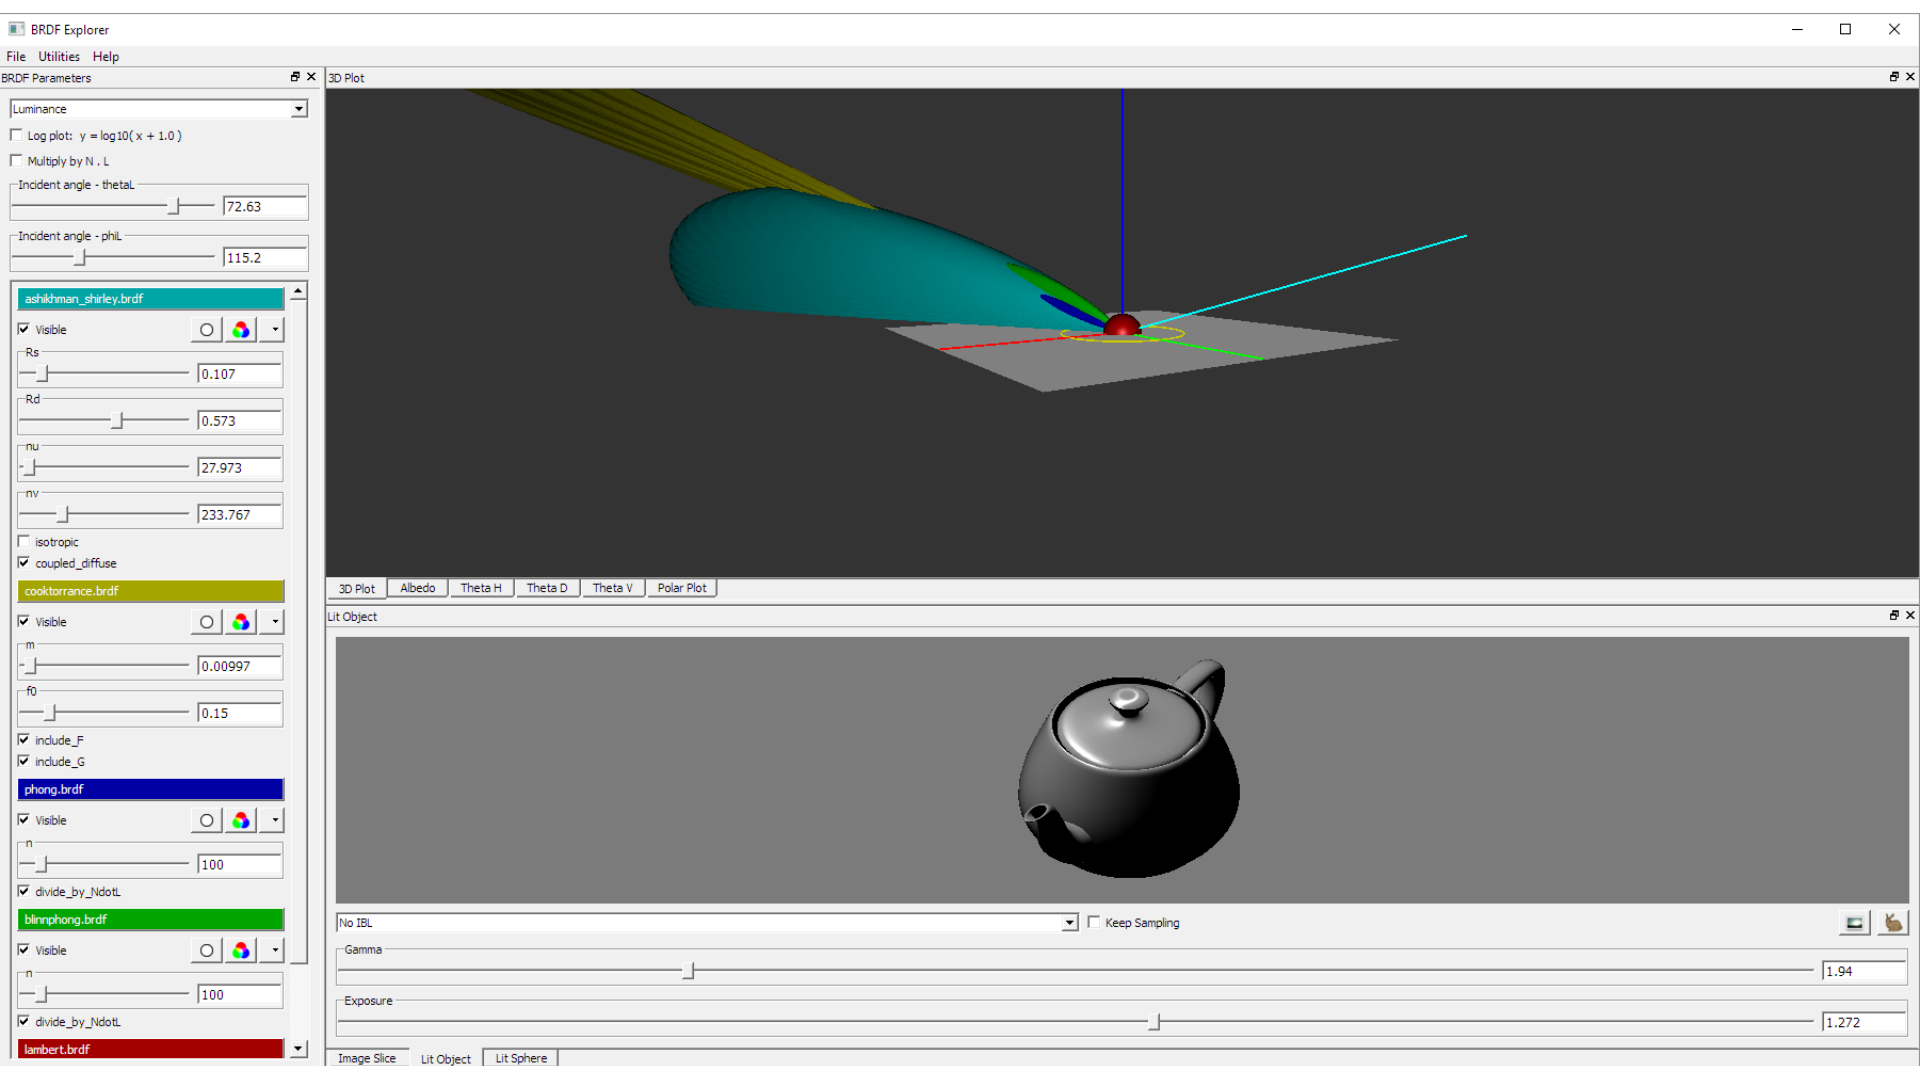 BRDF Explorer
File Utilities Help
BRDF Parameters
Luminance
Log plot: y = log10( x + 1.0 )
Multiply by N . L
Incident angle - thetaL
72.63
Incident angle - phiL
115.2
ashikhman_shirley.brdf
Visible
Rs
0.107
Rd
0.573
nu
27.973
nv
233.767
isotropic
coupled_diffuse
cooktorrance.brdf
Visible
m
0.00997
f0
0.15
include_F
include_G
phong.brdf
Visible
n
100
divide_by_NdotL
blinnphong.brdf
Visible
n
100
divide_by_NdotL
lambert.brdf
3D Plot
3D Plot Albedo Theta H Theta D Theta V Polar Plot
Lit Object
No IBL Keep Sampling
Gamma
1.94
Exposure
1.272
Image Slice Lit Object Lit Sphere